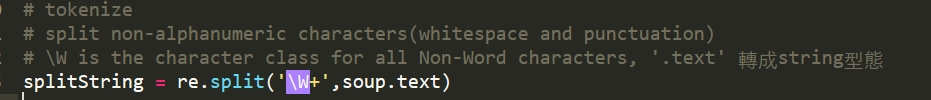 # tokenize
# split non-alphanumeric characters(whitespace and punctuation)
# \W is the character class for all Non-Word characters, '.text' 轉成string型態
splitString = re.split('\W+',soup.text)